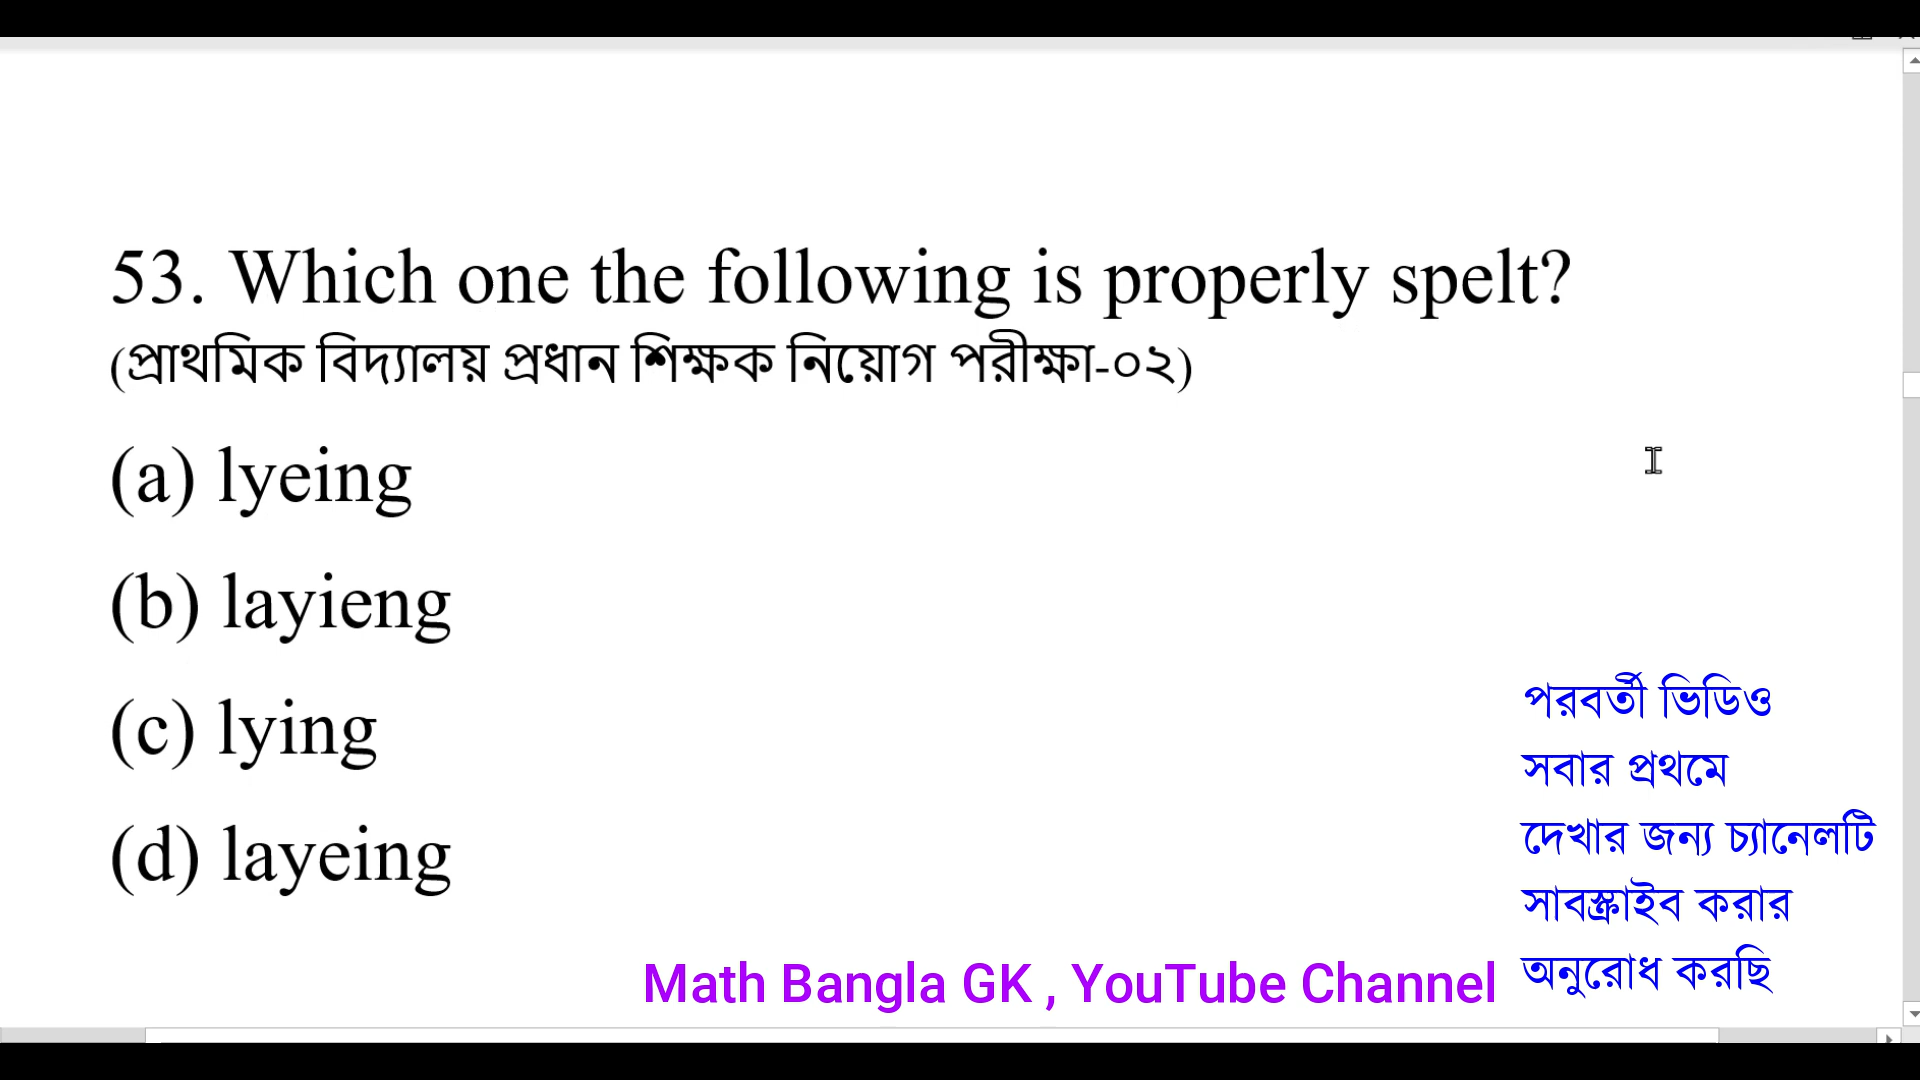 53. Which one the following is properly spelt?
(প্রাথমিক বিদ্যালয় প্রধান শিক্ষক নিয়োগ পরীক্ষা-০২)
(a) lyeing
(b) layieng
(c) lying
(d) layeing
পরবর্তী ভিডিও
সবার প্রথমে
দেখার জন্য চ্যানেলটি
সাবস্ক্রাইব করার
অনুরোধ করছি
Math Bangla GK , YouTube Channel